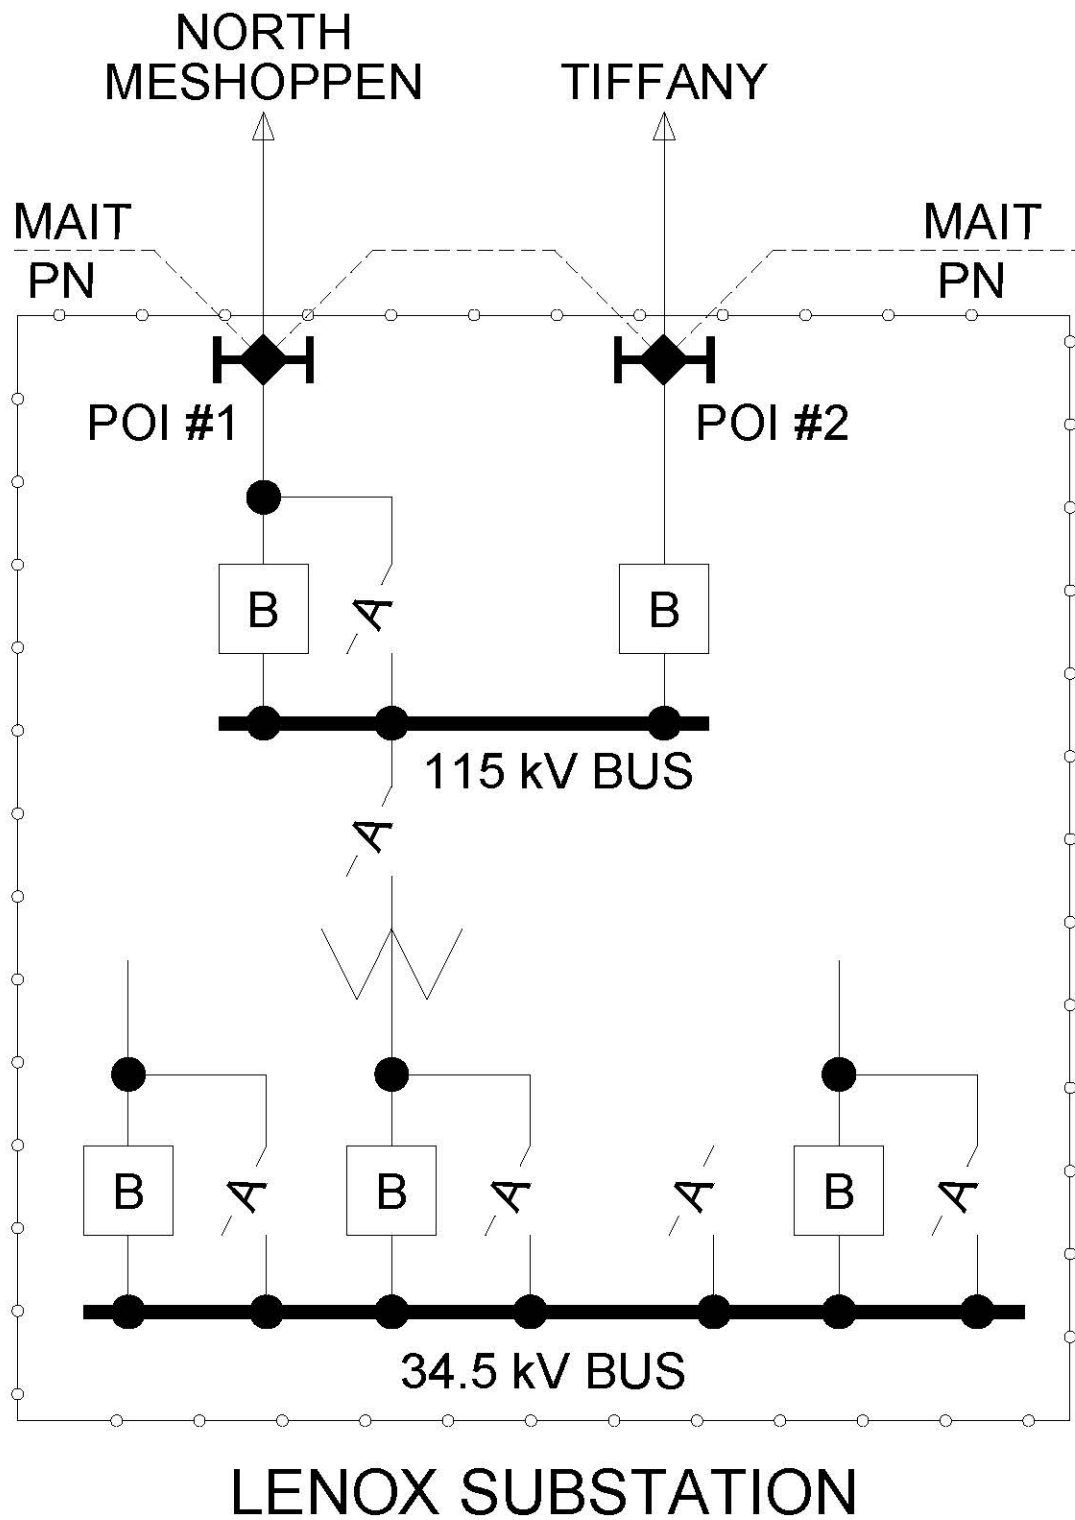 NORTH
MESHOPPEN
TIFFANY
MAIT
MAIT
PN
PN
POI #1
POI #2
B
A
B
115 kV BUS
A
B
A
B
A
A
B
A
34.5 kV BUS
LENOX SUBSTATION